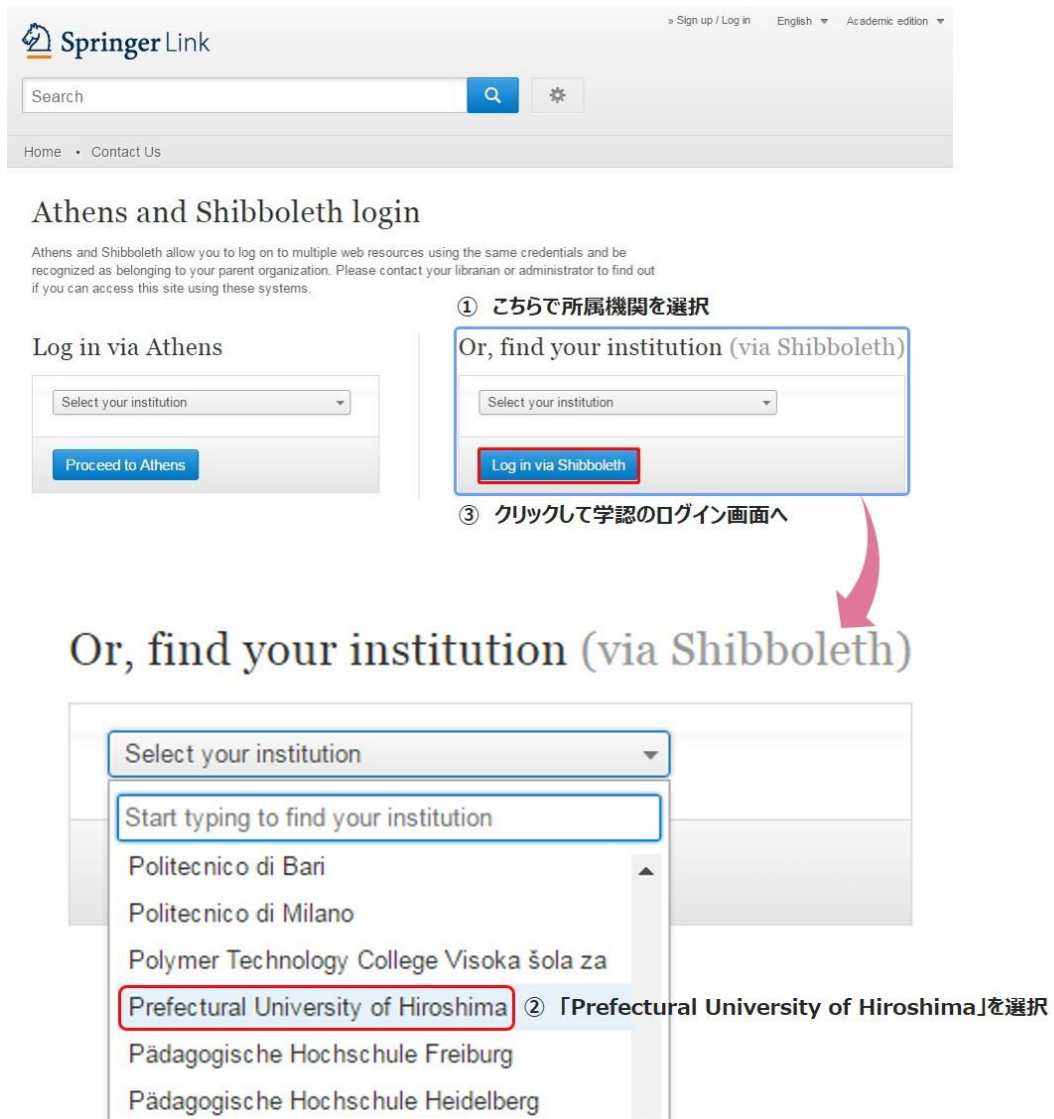 » Sign up / Log in English Academic edition
Springer Link
Search
Home • Contact Us
Athens and Shibboleth login
Athens and Shibboleth allow you to log on to multiple web resources using the same credentials and be
recognized as belonging to your parent organization. Please contact your librarian or administrator to find out
if you can access this site using these systems.
① こちらで所属機関を選択
Log in via Athens
Select your institution
Proceed to Athens
Or, find your institution (via Shibboleth)
Select your institution
Log in via Shibboleth
③ クリックして学認のログイン画面へ
Or, find your institution (via Shibboleth)
Select your institution
Start typing to find your institution
Politecnico di Bari
Politecnico di Milano
Polymer Technology College Visoka šola za
Prefectural University of Hiroshima ② 「Prefectural University of Hiroshima」を選択
Pädagogische Hochschule Freiburg
Pädagogische Hochschule Heidelberg